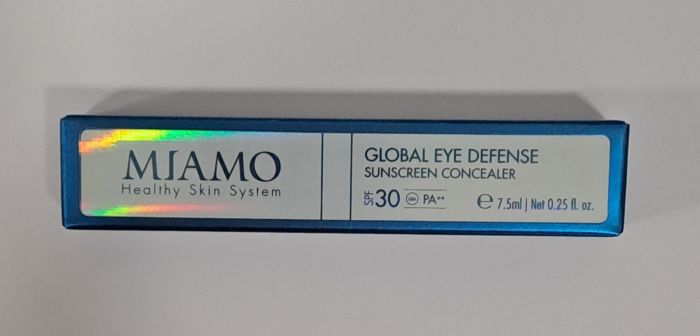 MIAMO
Healthy Skin System
GLOBAL EYE DEFENSE
SUNSCREEN CONCEALER
SPF 30 UVA PA++
℮ 7.5ml | Net 0.25 fl. oz.